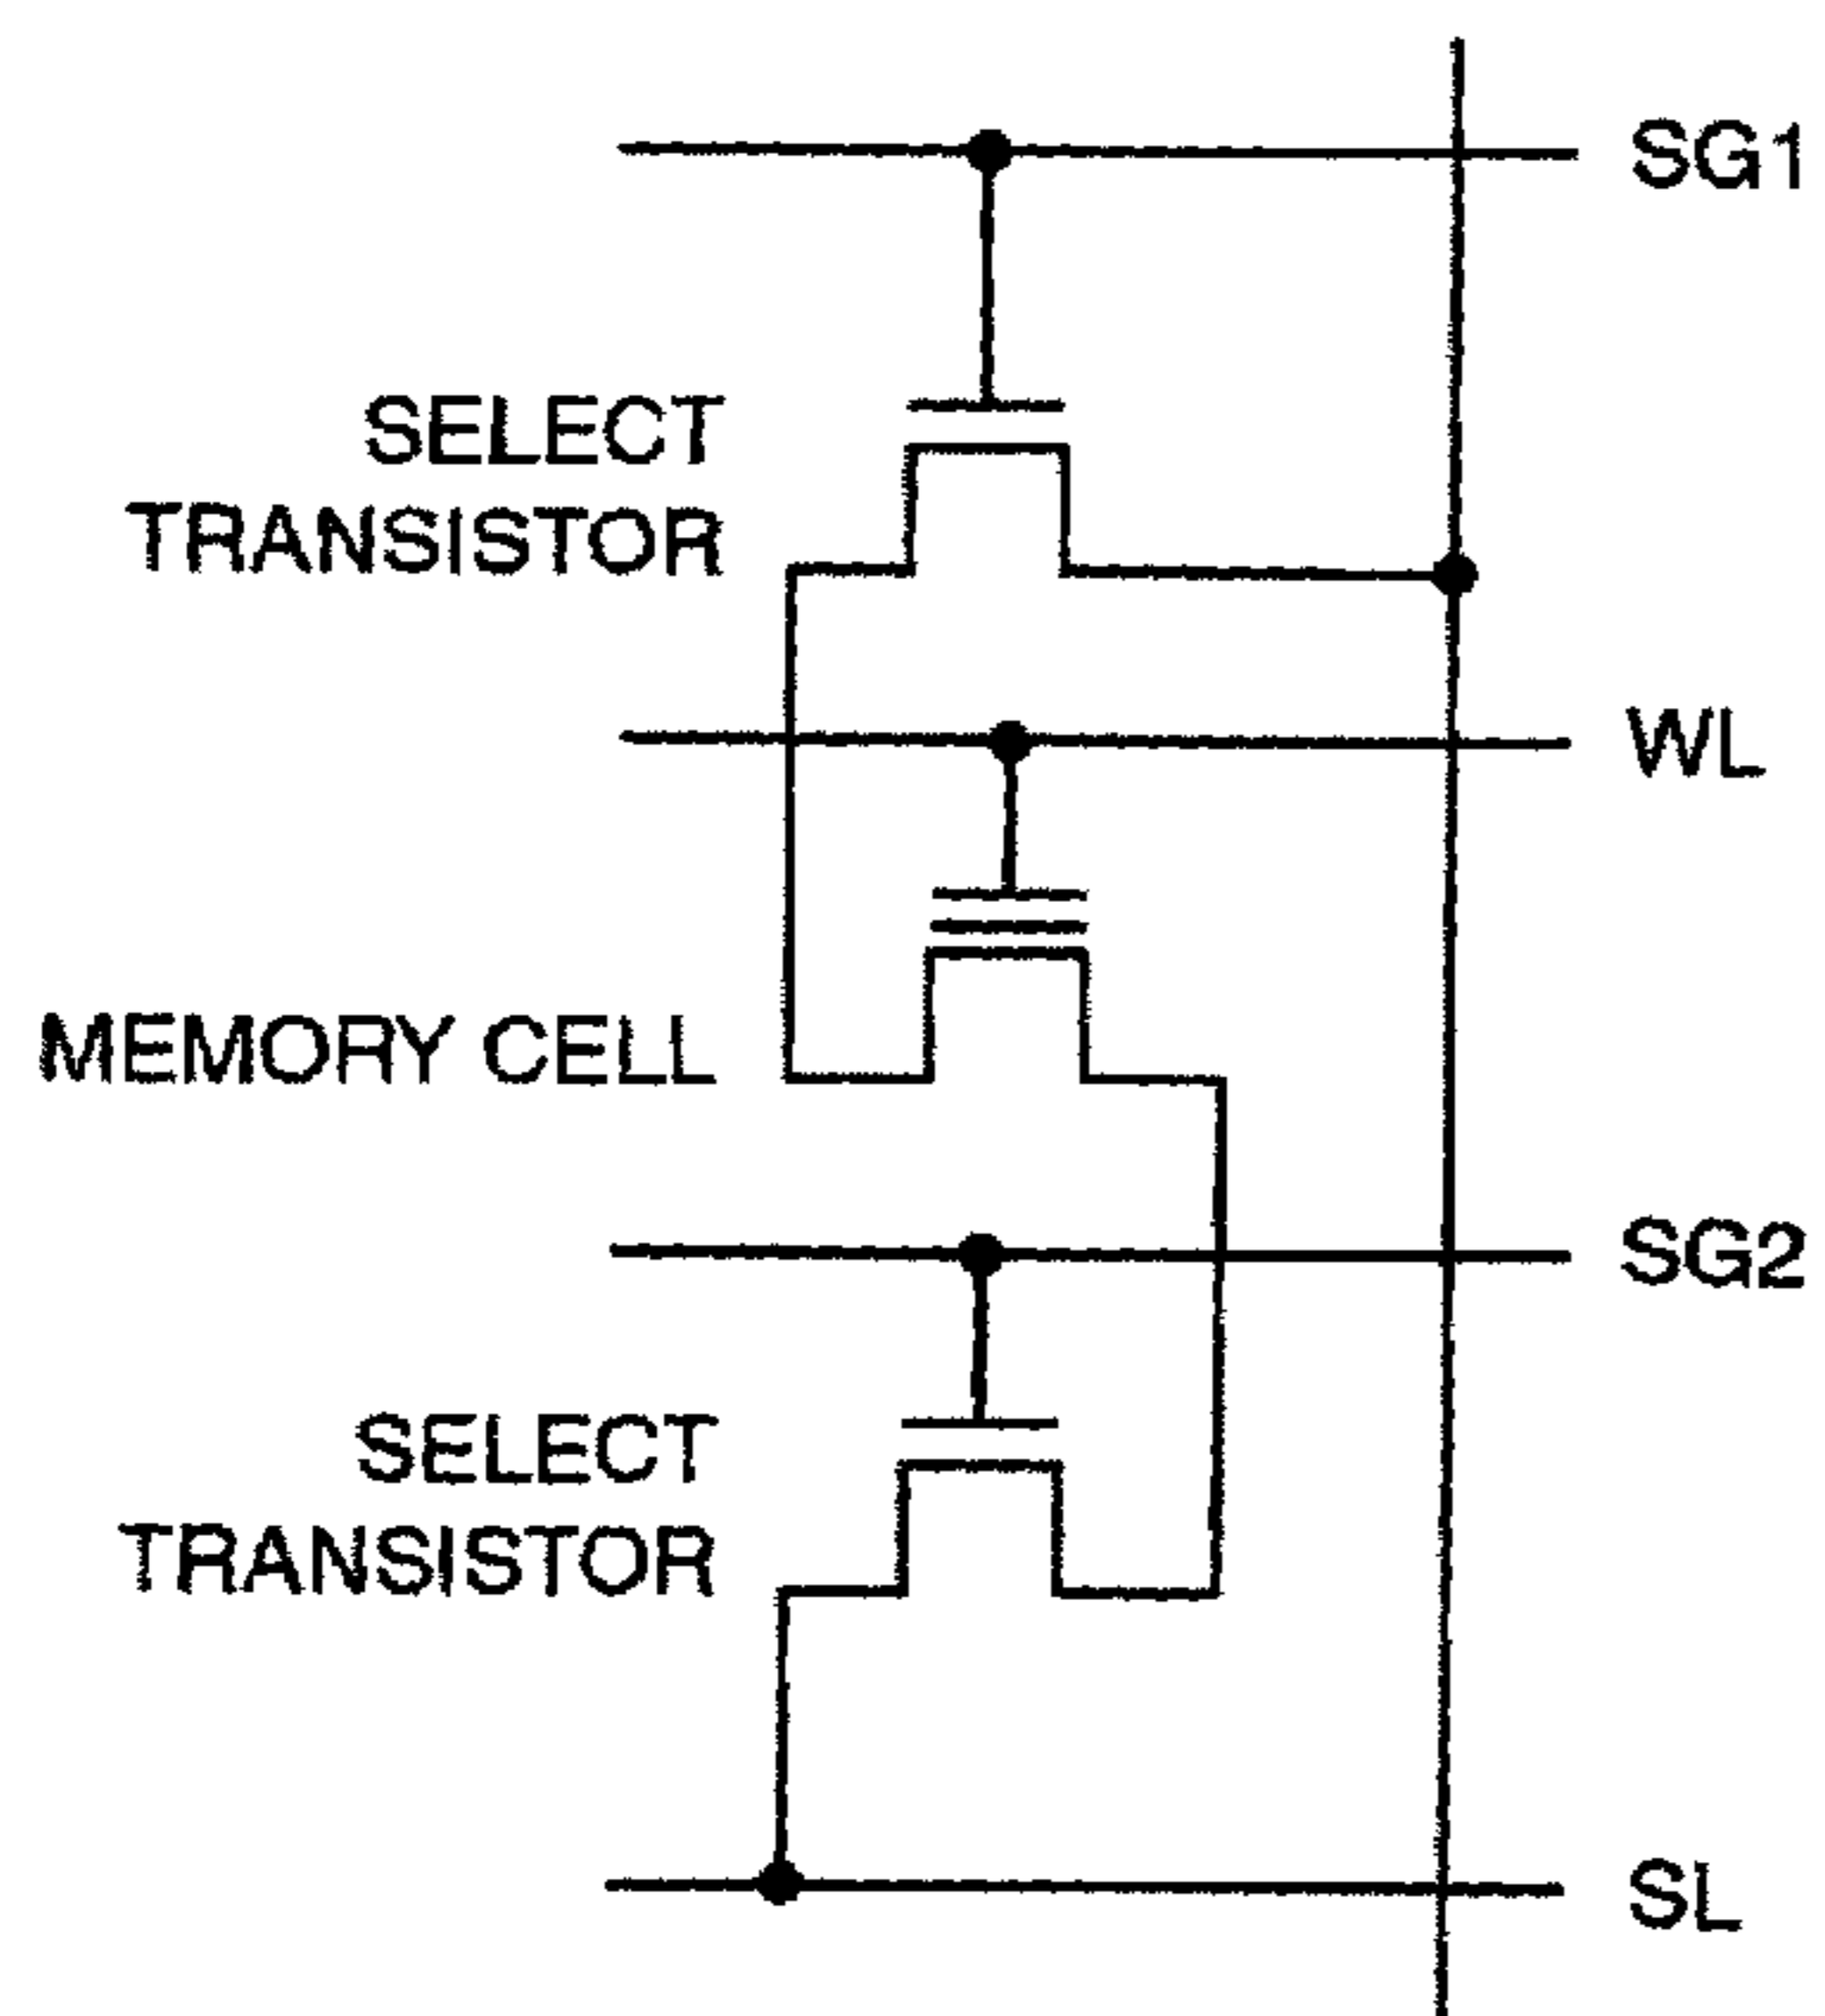 SG1
SELECT
TRANSISTOR
WL
MEMORY CELL
SG2
SELECT
TRANSISTOR
SL